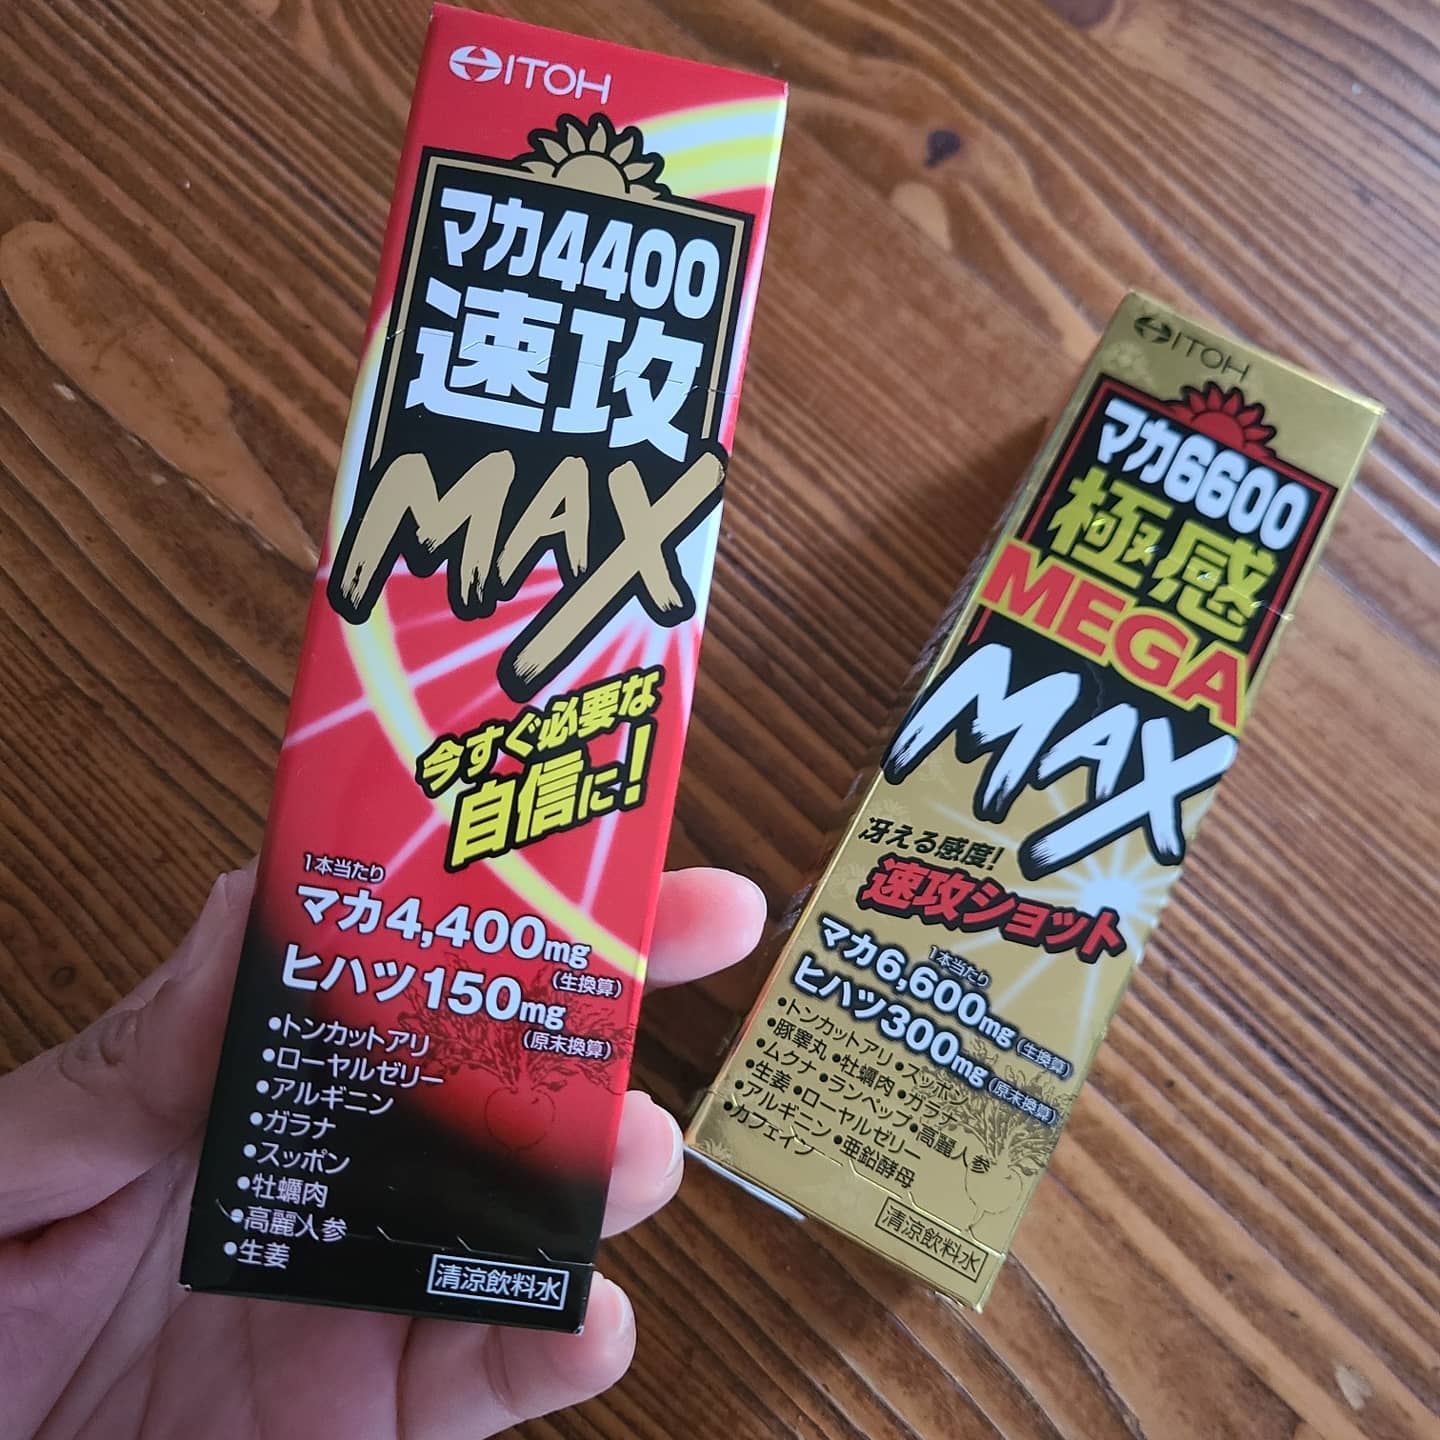 ITOH
マカ4400
速攻
MAX
今すぐ必要な
自信に!
1本当たり
マカ4,400mg
(生換算)
ヒハツ150mg
(原末換算)
•トンカットアリ
•ローヤルゼリー
•アルギニン
•ガラナ
•スッポン
•牡蠣肉
•高麗人参
•生姜
清涼飲料水
ITOH
マカ6600
極感
MEGA
MAX
冴える感度!
速攻ショット
1本当たり
マカ6,600mg(生換算)
ヒハツ300mg(原末換算)
•トンカットアリ•スッポン
•豚睾丸•牡蠣肉•ガラナ
•ムクナ•ランペップ•高麗人参
•生姜•ローヤルゼリー
•アルギニン•亜鉛酵母
•カフェイン
清涼飲料水